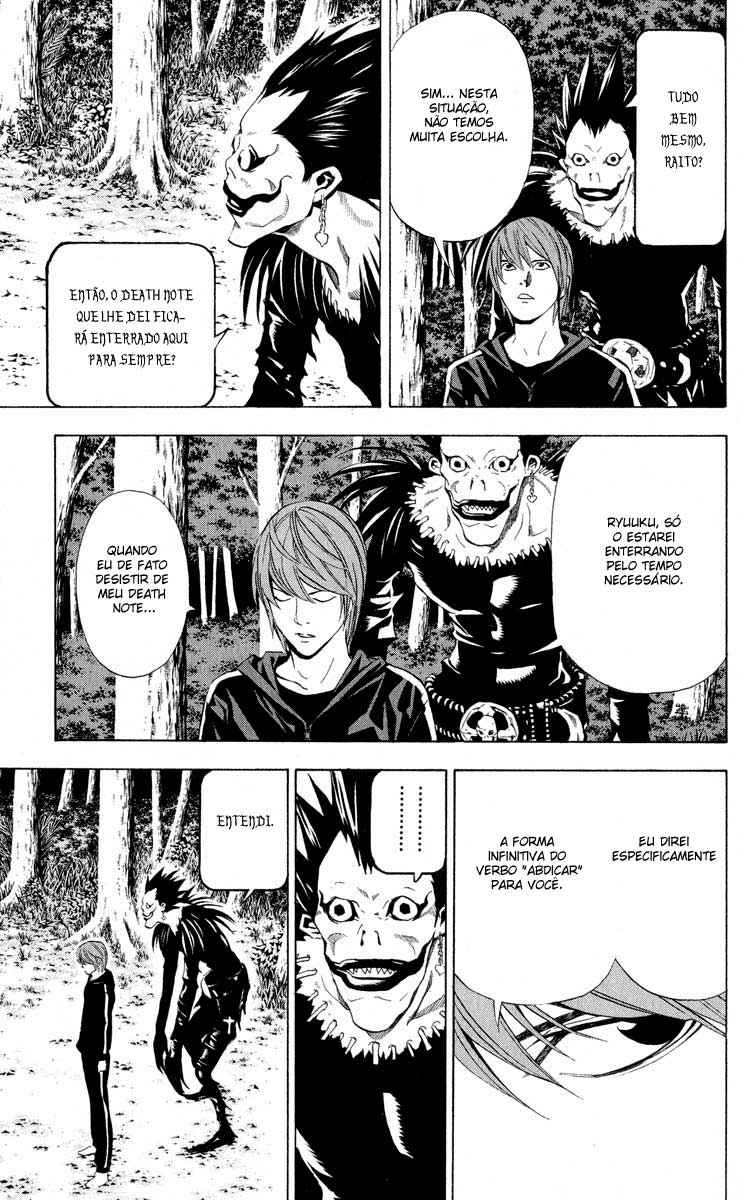 TUDO
BEM
MESMO,
RAITO?
SIM... NESTA
SITUAÇÃO,
NÃO TEMOS
MUITA ESCOLHA.
ENTÃO, O DEATH NOTE
QUE LHE DEI FICA-
RÁ ENTERRADO AQUI
PARA SEMPRE?
RYUUKU, SÓ
O ESTAREI
ENTERRANDO
PELO TEMPO
NECESSÁRIO.
QUANDO
EU DE FATO
DESISTIR DE
MEU DEATH
NOTE...
EU DIREI
ESPECIFICAMENTE
A FORMA
INFINITIVA DO
VERBO "ABDICAR"
PARA VOCÊ.
ENTENDI.